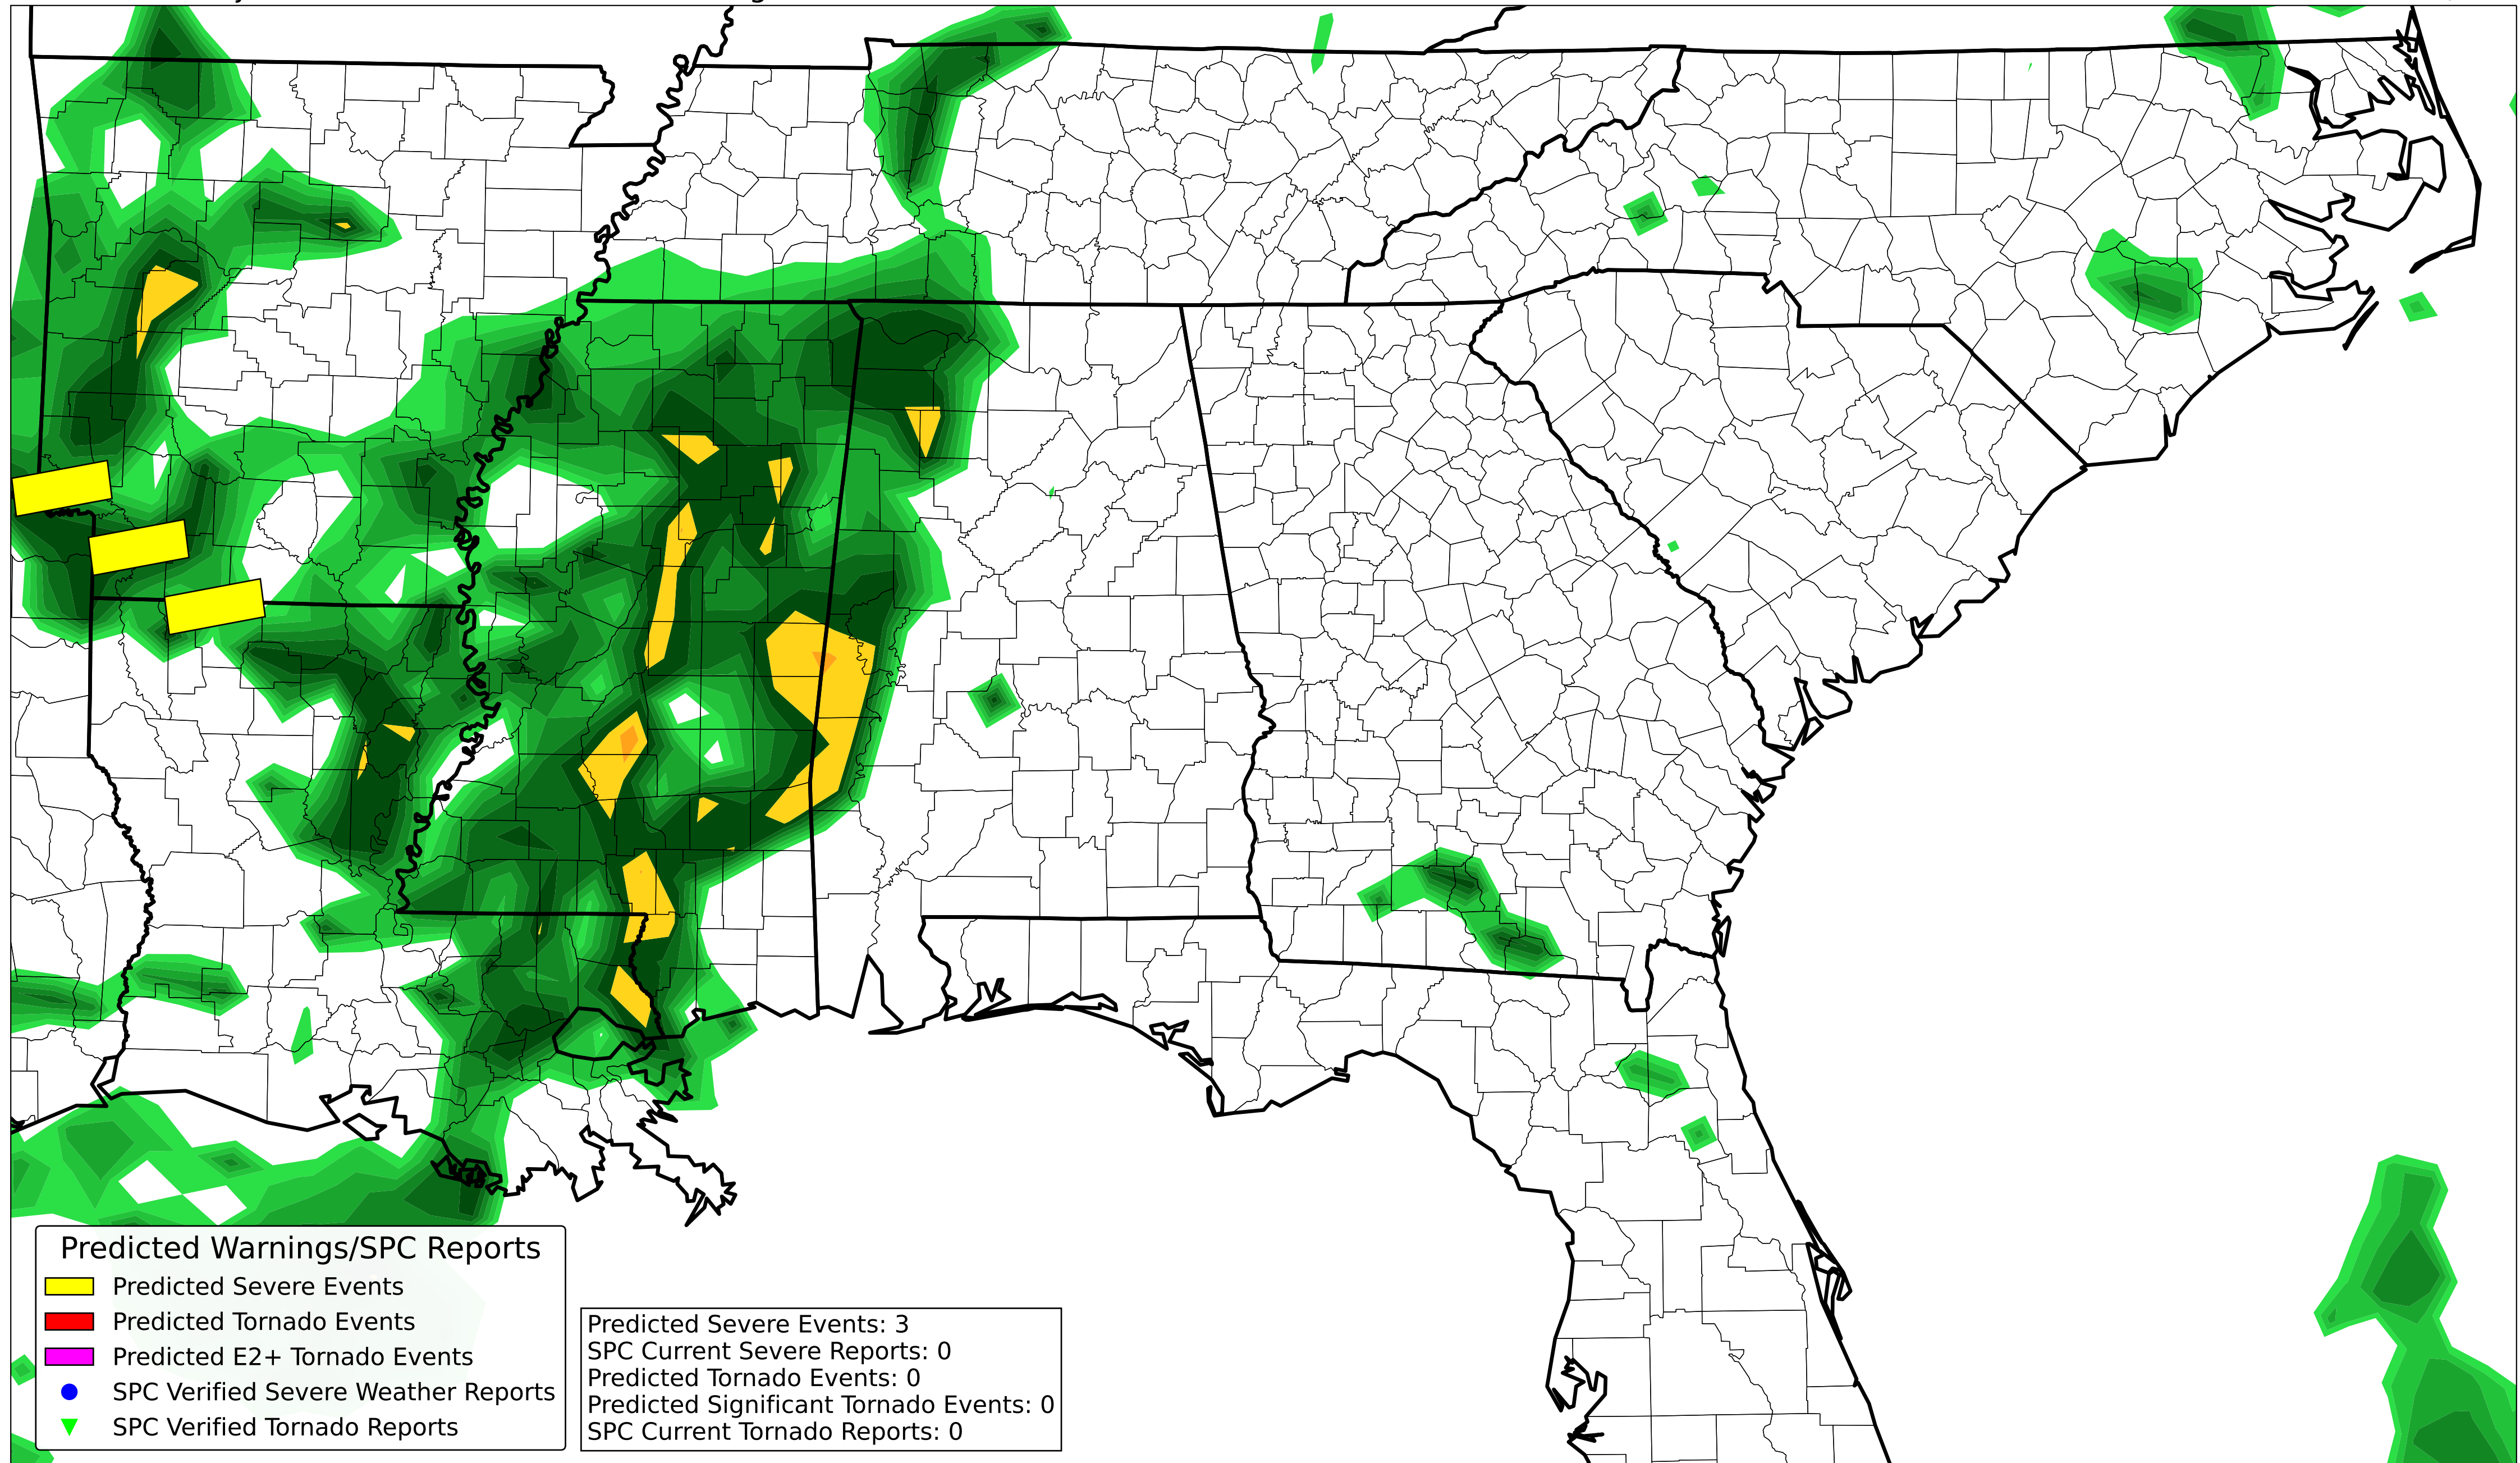 Predicted Warnings/SPC Reports
Predicted Severe Events
Predicted Tornado Events
Predicted E2+ Tornado Events
SPC Verified Severe Weather Reports
SPC Verified Tornado Reports
Predicted Severe Events: 3
SPC Current Severe Reports: 0
Predicted Tornado Events: 0
Predicted Significant Tornado Events: 0
SPC Current Tornado Reports: 0